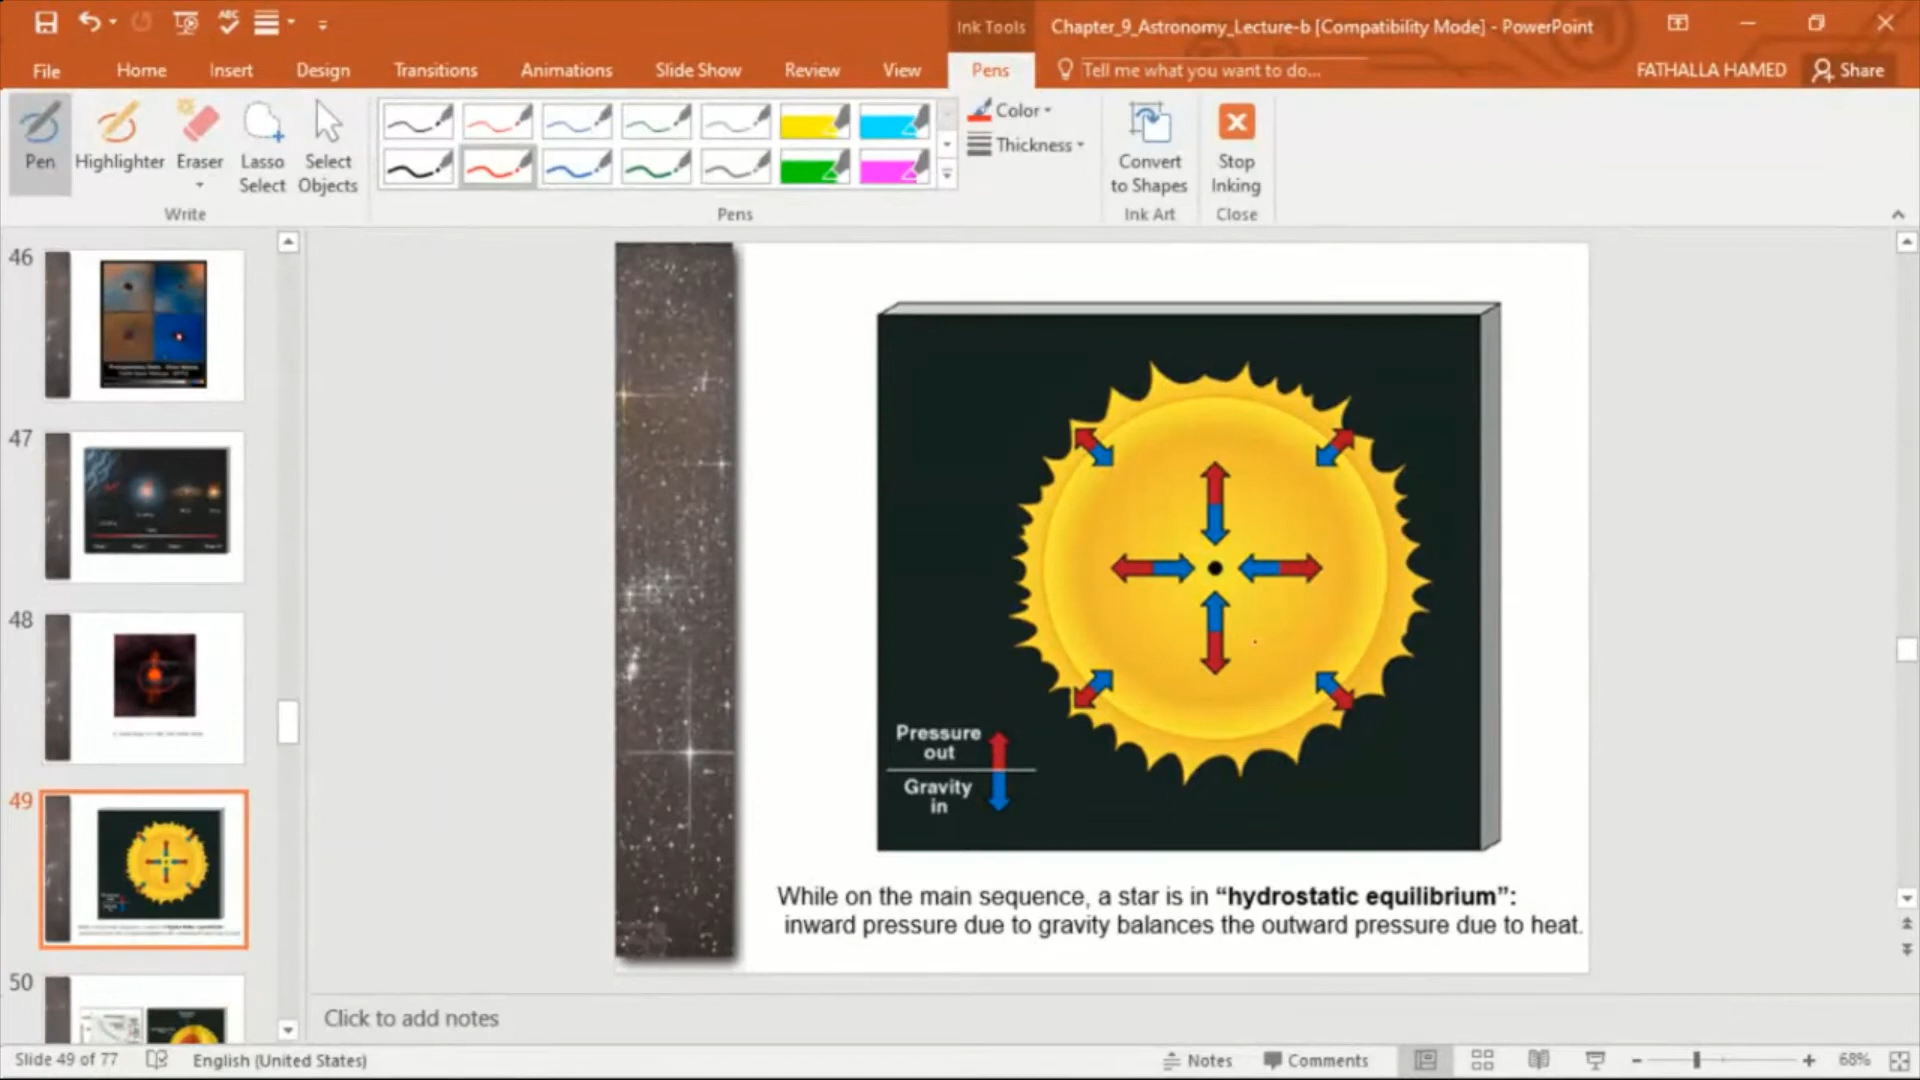 ABC
Ink Tools
Chapter_9_Astronomy_Lecture-b [Compatibility Mode] - PowerPoint
File
Home
Insert
Design
Transitions
Animations
Slide Show
Review
View
Pens
Tell me what you want to do...
FATHALLA HAMED
Share
Pen
Highlighter
Eraser
Lasso
Select
Select
Objects
Color
Thickness
Convert
to Shapes
Stop
Inking
Write
Pens
Ink Art
Close
46
47
48
49
50
Pressure
out
Gravity
in
While on the main sequence, a star is in “hydrostatic equilibrium”:
inward pressure due to gravity balances the outward pressure due to heat.
Click to add notes
Slide 49 of 77
English (United States)
Notes
Comments
68%